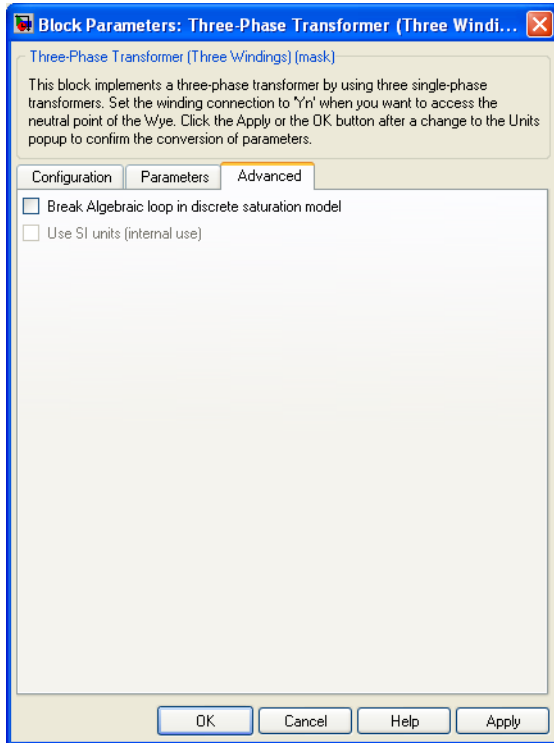 Block Parameters: Three-Phase Transformer (Three Windi...
Three-Phase Transformer (Three Windings) (mask)
This block implements a three-phase transformer by using three single-phase
transformers. Set the winding connection to 'Yn' when you want to access the
neutral point of the Wye. Click the Apply or the OK button after a change to the Units
popup to confirm the conversion of parameters.
Configuration Parameters Advanced
Break Algebraic loop in discrete saturation model
Use SI units (internal use)
OK Cancel Help Apply